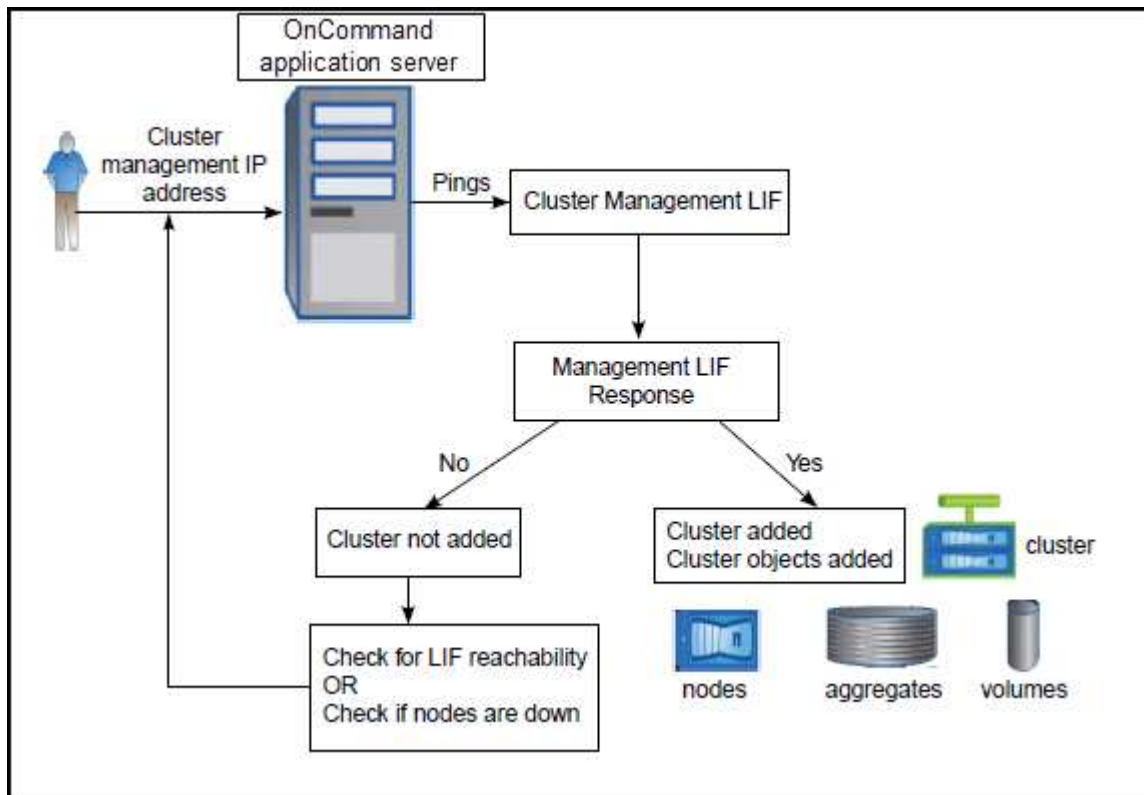 OnCommand
application server
Cluster
management IP
address
Pings
Cluster Management LIF
Management LIF
Response
No
Yes
Cluster not added
Cluster added
Cluster objects added
cluster
Check for LIF reachability
OR
Check if nodes are down
nodes
aggregates
volumes